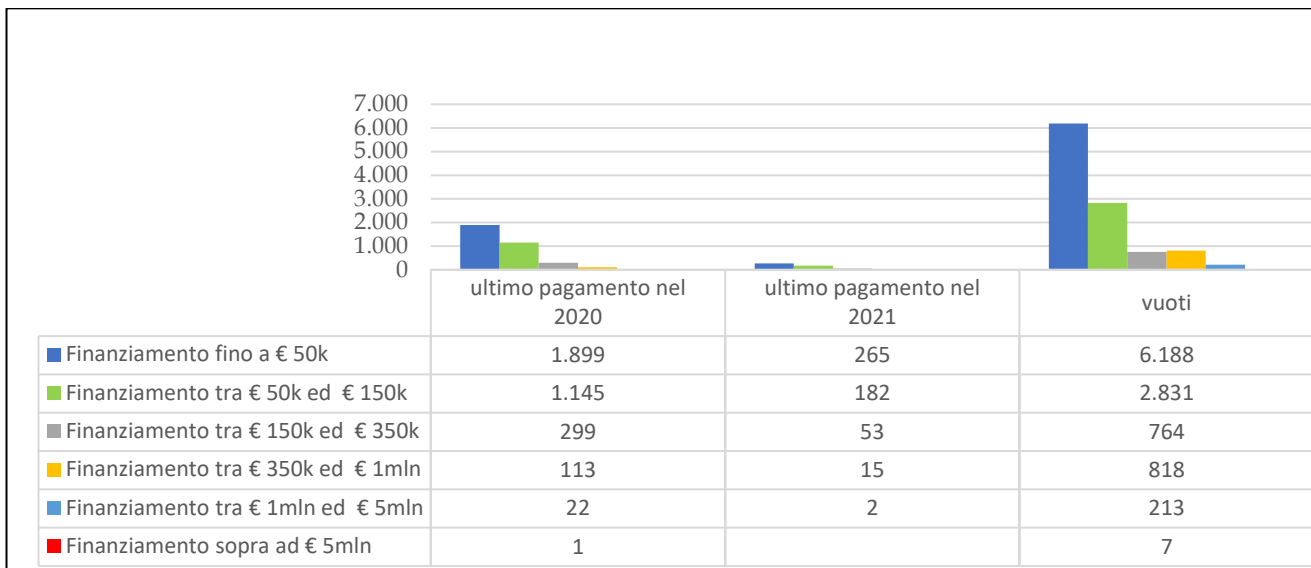 7.000
6.000
5.000
4.000
3.000
2.000
1.000
0
ultimo pagamento nel 2020 ultimo pagamento nel 2021 vuoti
Finanziamento fino a € 50k 1.899 265 6.188
Finanziamento tra € 50k ed € 150k 1.145 182 2.831
Finanziamento tra € 150k ed € 350k 299 53 764
Finanziamento tra € 350k ed € 1mln 113 15 818
Finanziamento tra € 1mln ed € 5mln 22 2 213
Finanziamento sopra ad € 5mln 1 7